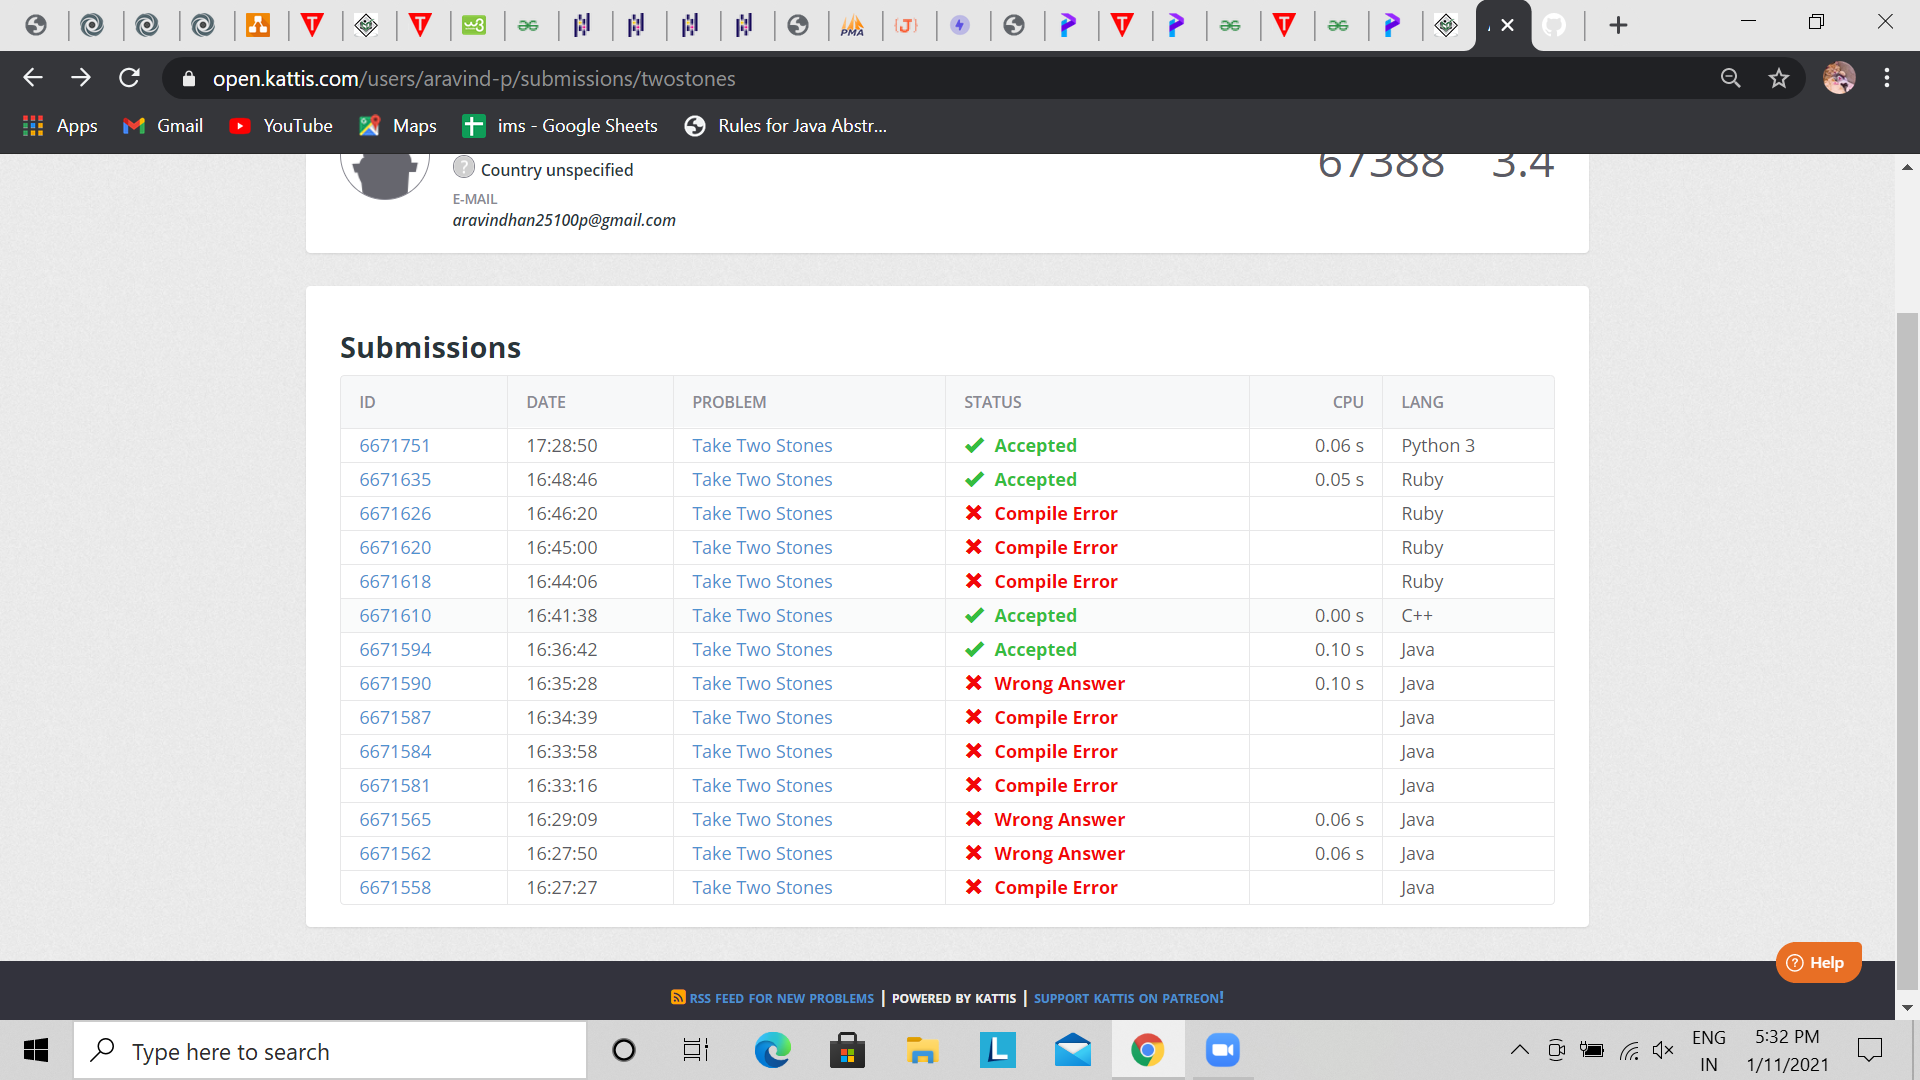 open.kattis.com/users/aravind-p/submissions/twostones
Apps Gmail YouTube Maps ims - Google Sheets Rules for Java Abstr...
Country unspecified
67388 3.4
E-MAIL
aravindhan25100p@gmail.com
Submissions
ID DATE PROBLEM STATUS CPU LANG
6671751 17:28:50 Take Two Stones Accepted 0.06 s Python 3
6671635 16:48:46 Take Two Stones Accepted 0.05 s Ruby
6671626 16:46:20 Take Two Stones Compile Error Ruby
6671620 16:45:00 Take Two Stones Compile Error Ruby
6671618 16:44:06 Take Two Stones Compile Error Ruby
6671610 16:41:38 Take Two Stones Accepted 0.00 s C++
6671594 16:36:42 Take Two Stones Accepted 0.10 s Java
6671590 16:35:28 Take Two Stones Wrong Answer 0.10 s Java
6671587 16:34:39 Take Two Stones Compile Error Java
6671584 16:33:58 Take Two Stones Compile Error Java
6671581 16:33:16 Take Two Stones Compile Error Java
6671565 16:29:09 Take Two Stones Wrong Answer 0.06 s Java
6671562 16:27:50 Take Two Stones Wrong Answer 0.06 s Java
6671558 16:27:27 Take Two Stones Compile Error Java
Help
RSS FEED FOR NEW PROBLEMS | POWERED BY KATTIS | SUPPORT KATTIS ON PATREON!
Type here to search
ENG
IN
5:32 PM
1/11/2021